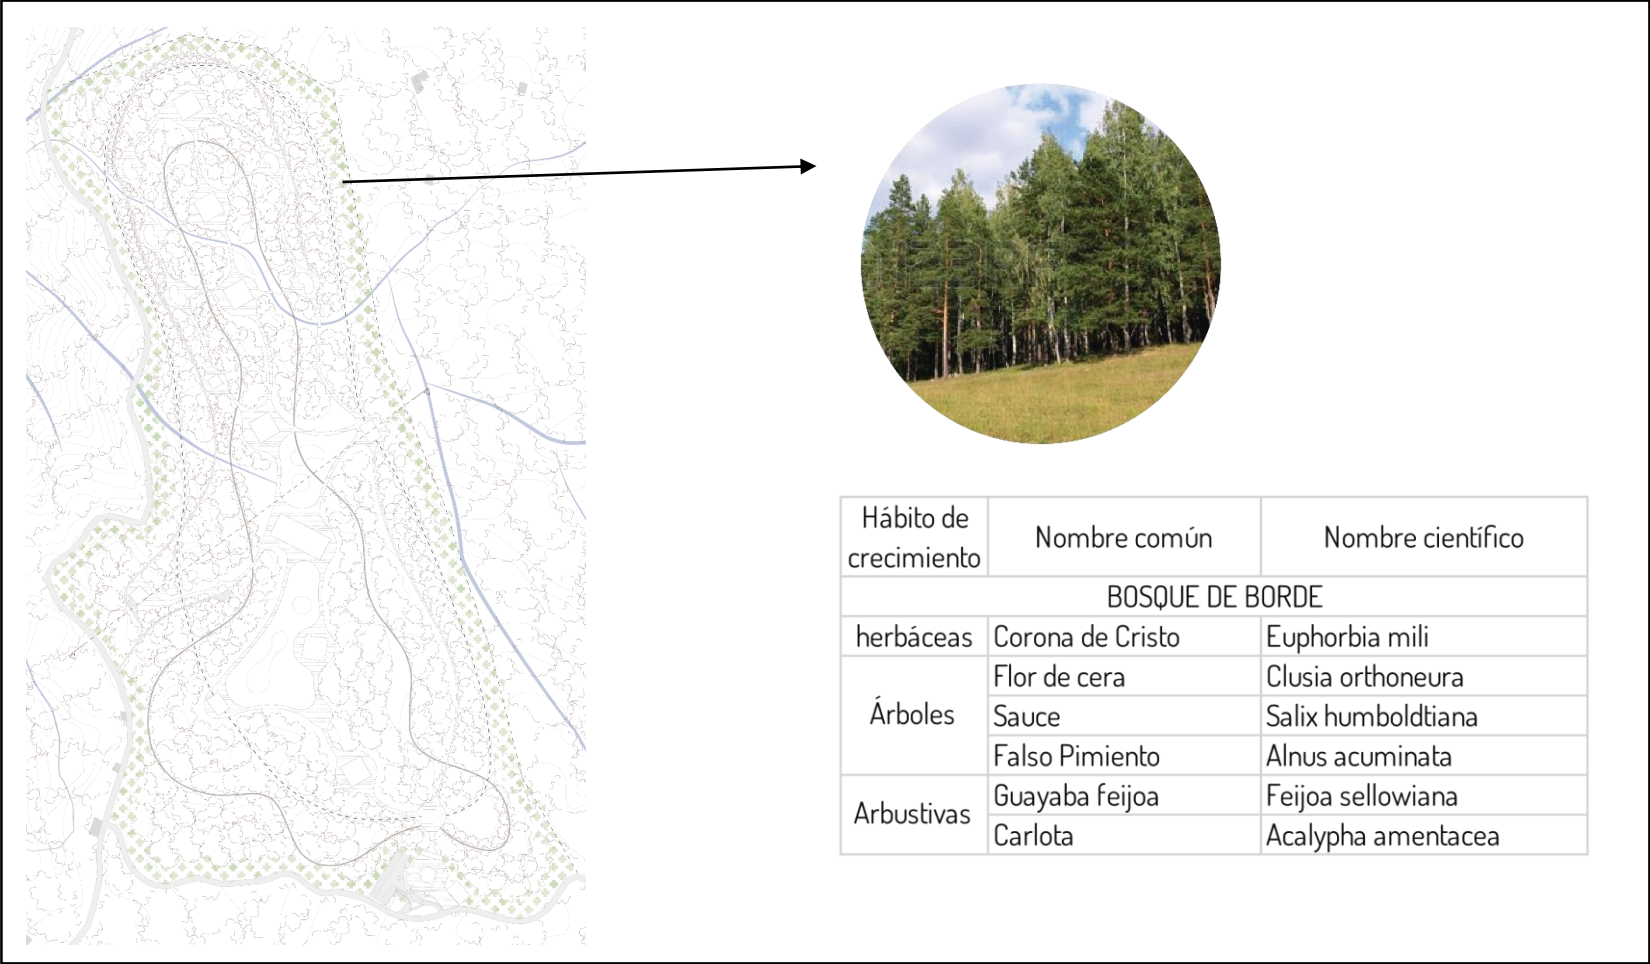 Hábito de
crecimiento
Nombre común
Nombre científico
BOSQUE DE BORDE
herbáceas
Corona de Cristo
Euphorbia mili
Árboles
Flor de cera
Clusia orthoneura
Sauce
Salix humboldtiana
Falso Pimiento
Alnus acuminata
Arbustivas
Guayaba feijoa
Feijoa sellowiana
Carlota
Acalypha amentacea